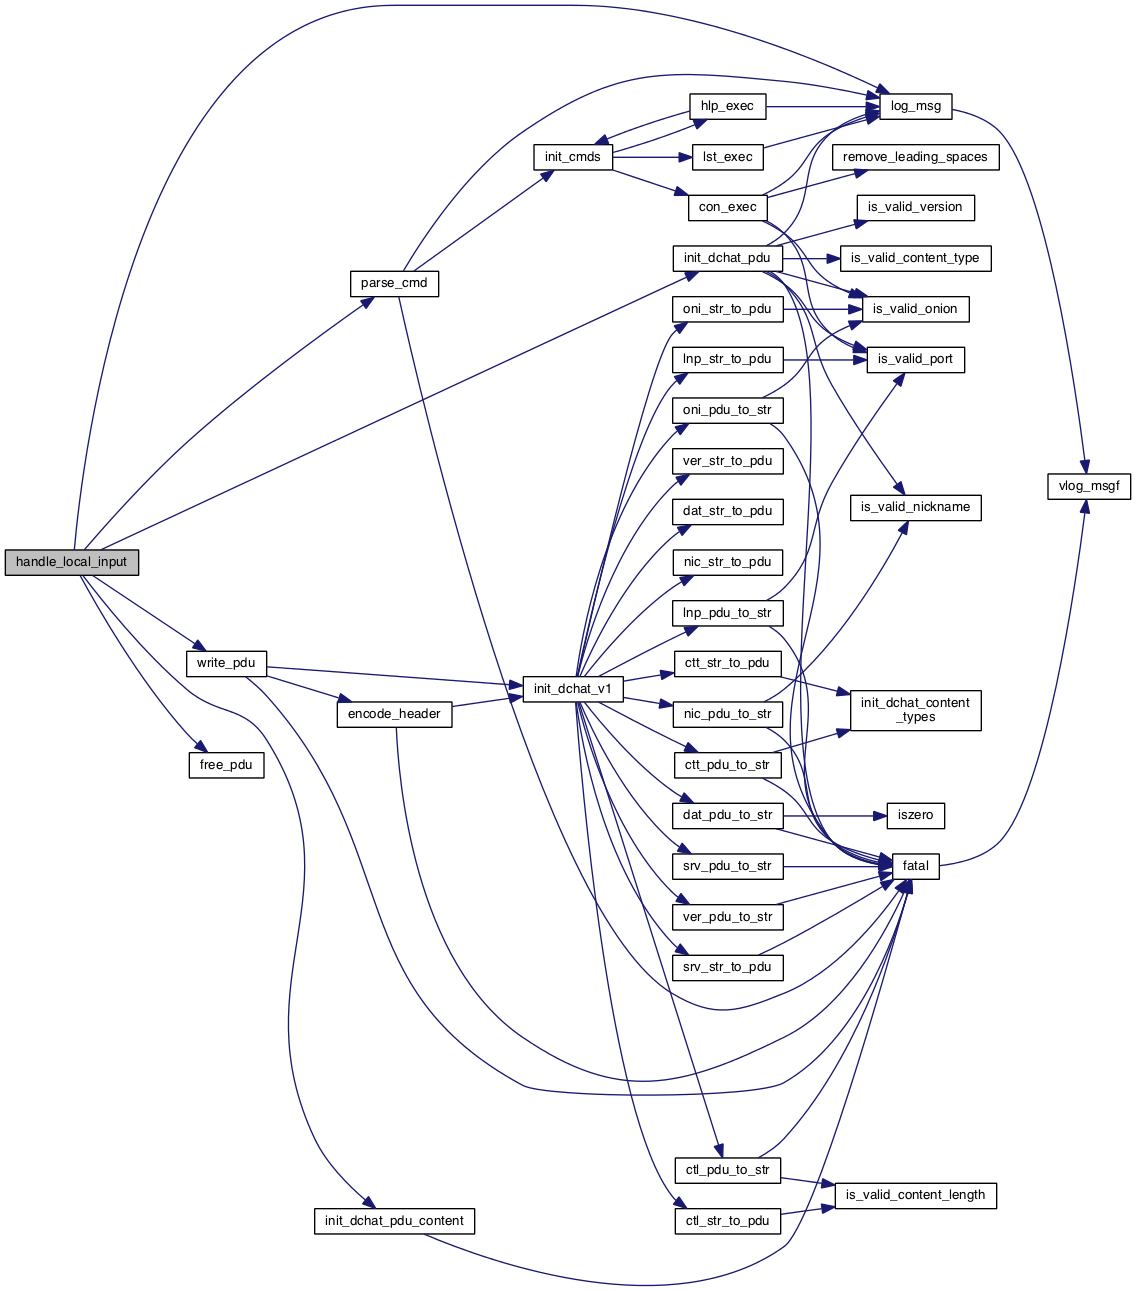 hlp_exec
log_msg
init_cmds
lst_exec
remove_leading_spaces
con_exec
is_valid_version
init_dchat_pdu
is_valid_content_type
parse_cmd
oni_str_to_pdu
is_valid_onion
lnp_str_to_pdu
is_valid_port
oni_pdu_to_str
ver_str_to_pdu
vlog_msgf
dat_str_to_pdu
is_valid_nickname
handle_local_input
nic_str_to_pdu
lnp_pdu_to_str
write_pdu
ctt_str_to_pdu
init_dchat_v1
init_dchat_content
_types
encode_header
nic_pdu_to_str
free_pdu
ctt_pdu_to_str
dat_pdu_to_str
iszero
srv_pdu_to_str
fatal
ver_pdu_to_str
srv_str_to_pdu
ctl_pdu_to_str
is_valid_content_length
init_dchat_pdu_content
ctl_str_to_pdu